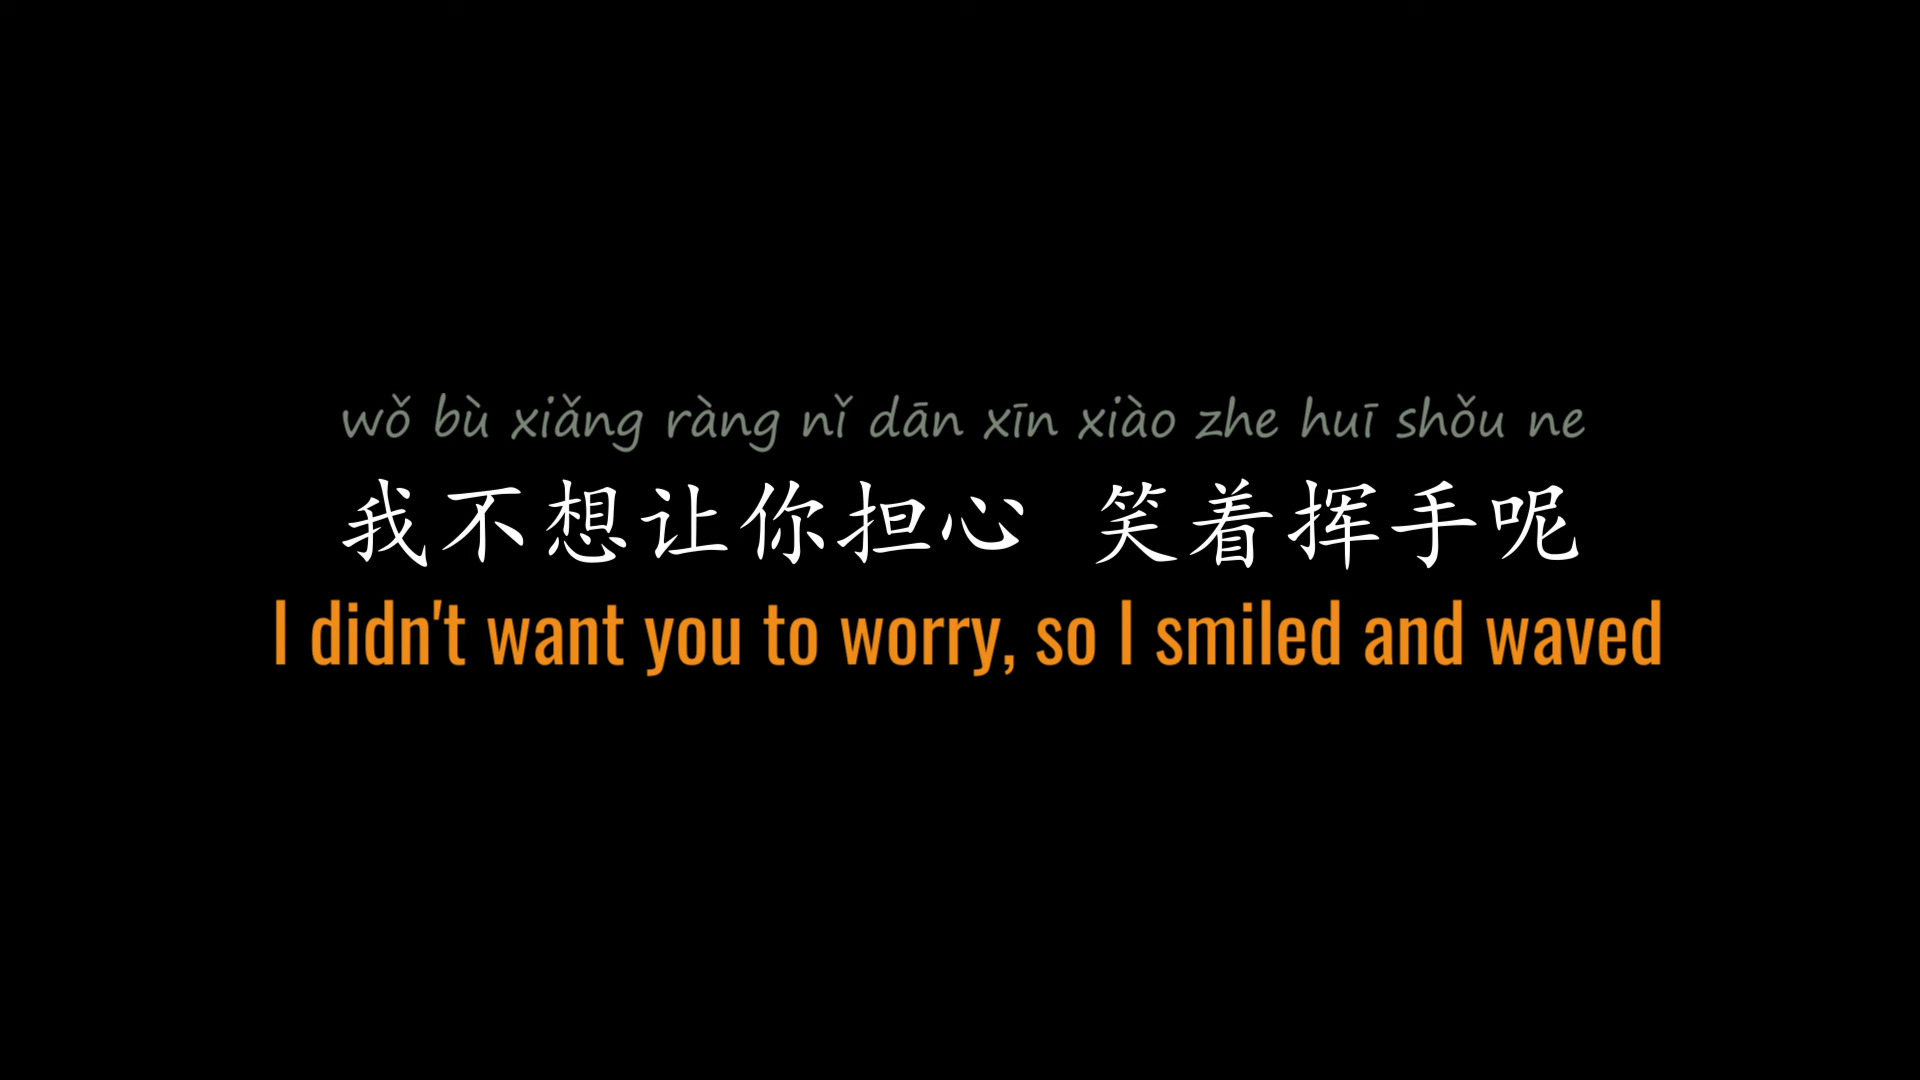 wǒ bù xiǎng ràng nǐ dān xīn xiào zhe huī shǒu ne
我不想让你担心 笑着挥手呢
I didn't want you to worry, so I smiled and waved